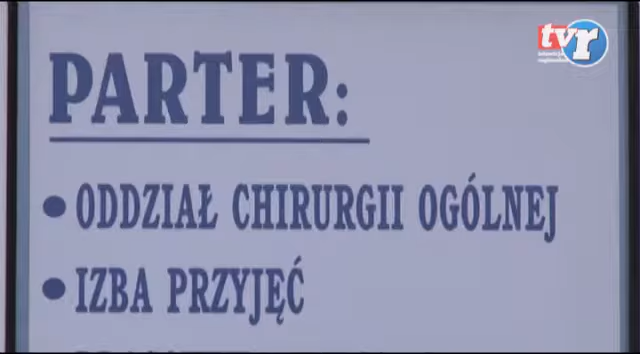 tvr
PARTER:
• ODDZIAŁ CHIRURGII OGÓLNEJ
• IZBA PRZYJĘĆ